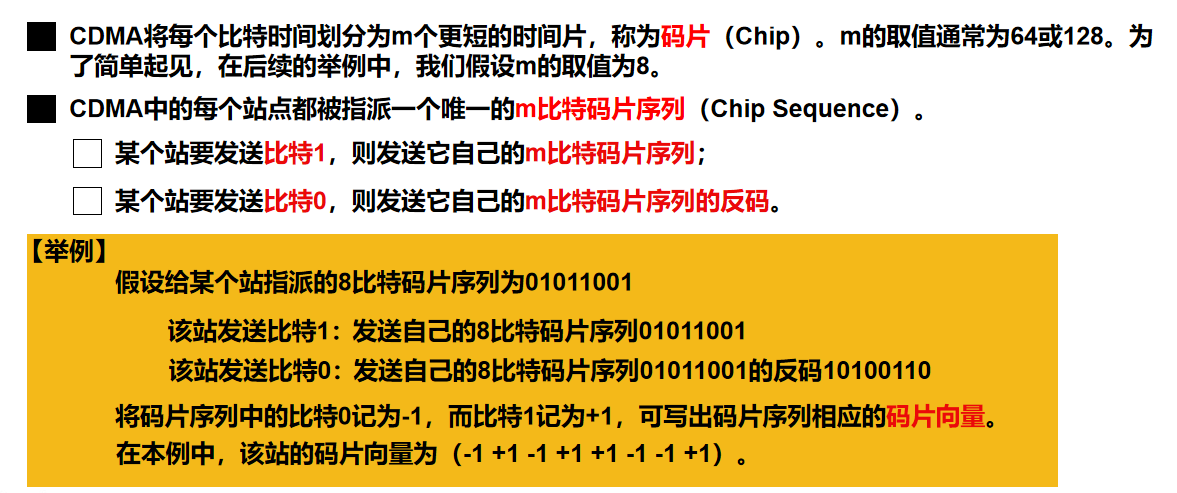 CDMA将每个比特时间划分为m个更短的时间片，称为码片（Chip）。m的取值通常为64或128。为
了简单起见，在后续的举例中，我们假设m的取值为8。
CDMA中的每个站点都被指派一个唯一的m比特码片序列（Chip Sequence）。
某个站要发送比特1，则发送它自己的m比特码片序列；
某个站要发送比特0，则发送它自己的m比特码片序列的反码。
【举例】
假设给某个站指派的8比特码片序列为01011001
该站发送比特1：发送自己的8比特码片序列01011001
该站发送比特0：发送自己的8比特码片序列01011001的反码10100110
将码片序列中的比特0记为-1，而比特1记为+1，可写出码片序列相应的码片向量。
在本例中，该站的码片向量为（-1 +1 -1 +1 +1 -1 -1 +1）。